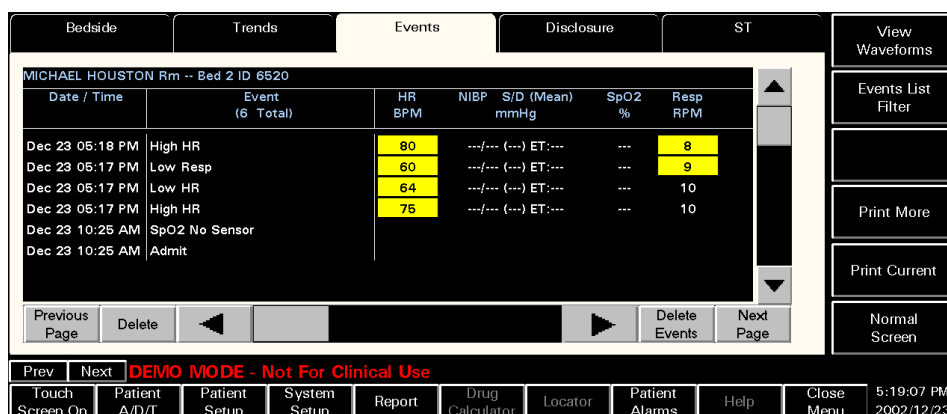 Bedside Trends Events Disclosure ST
View
Waveforms
MICHAEL HOUSTON Rm -- Bed 2 ID 6520
Date / Time Event HR NIBP S/D (Mean) SpO2 Resp
(6 Total) BPM mmHg % RPM
Events List
Filter
Dec 23 05:18 PM High HR 80 ---/--- (---) ET:--- --- 8
Dec 23 05:17 PM Low Resp 60 ---/--- (---) ET:--- --- 9
Dec 23 05:17 PM Low HR 64 ---/--- (---) ET:--- --- 10
Dec 23 05:17 PM High HR 75 ---/--- (---) ET:--- --- 10
Dec 23 10:25 AM SpO2 No Sensor
Dec 23 10:25 AM Admit
Print More
Print Current
Previous
Page
Delete
Delete
Events
Next
Page
Normal
Screen
Prev Next DEMO MODE - Not For Clinical Use
Touch
Screen On
Patient
A/D/T
Patient
Setup
System
Setup
Report
Drug
Calculator
Locator
Patient
Alarms
Help
Close
Menu
5:19:07 PM